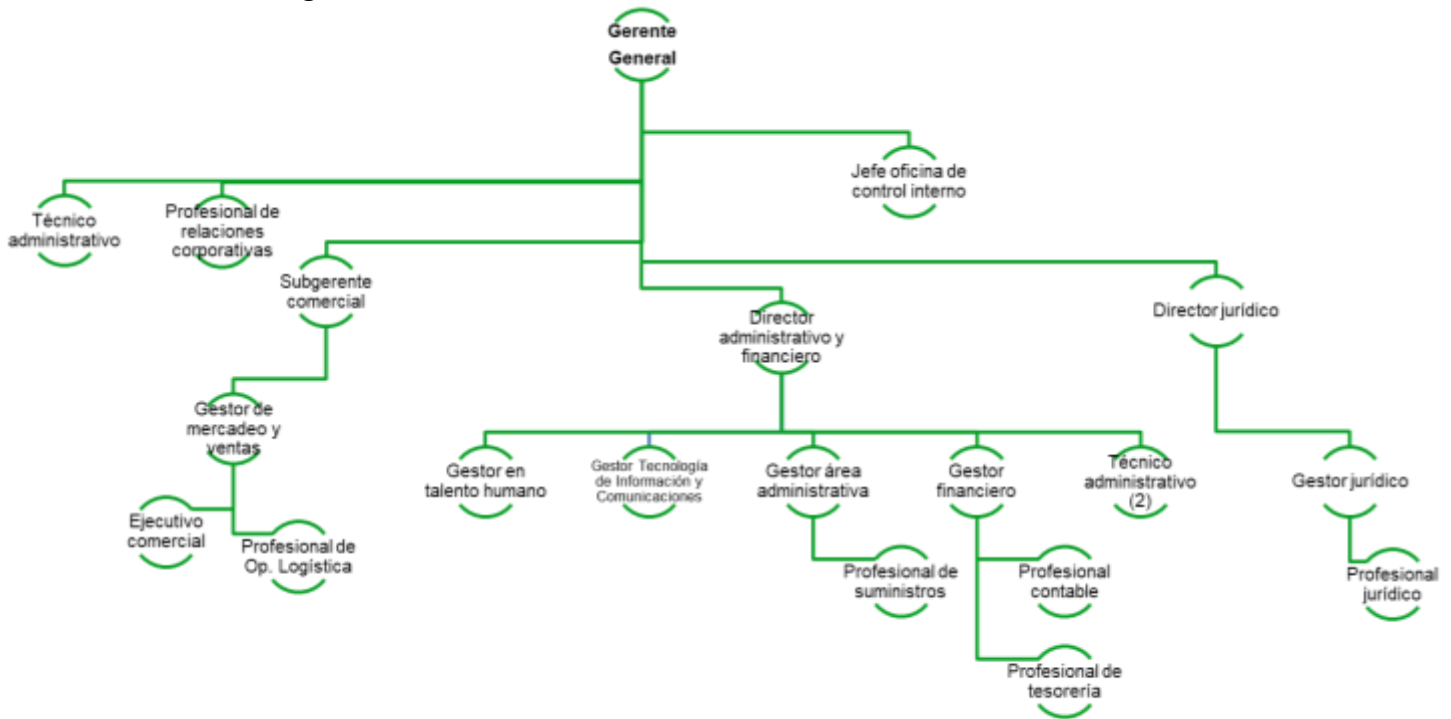 Gerente
General
Jefe oficina de
control interno
Técnico
administrativo
Profesional de
relaciones
corporativas
Subgerente
comercial
Director
administrativo y
financiero
Director jurídico
Gestor de
mercadeo y
ventas
Gestor en
talento humano
Gestor Tecnología
de Información y
Comunicaciones
Gestor área
administrativa
Gestor
financiero
Técnico
administrativo
(2)
Gestor jurídico
Ejecutivo
comercial
Profesional de
Op. Logística
Profesional de
suministros
Profesional
contable
Profesional
jurídico
Profesional de
tesorería